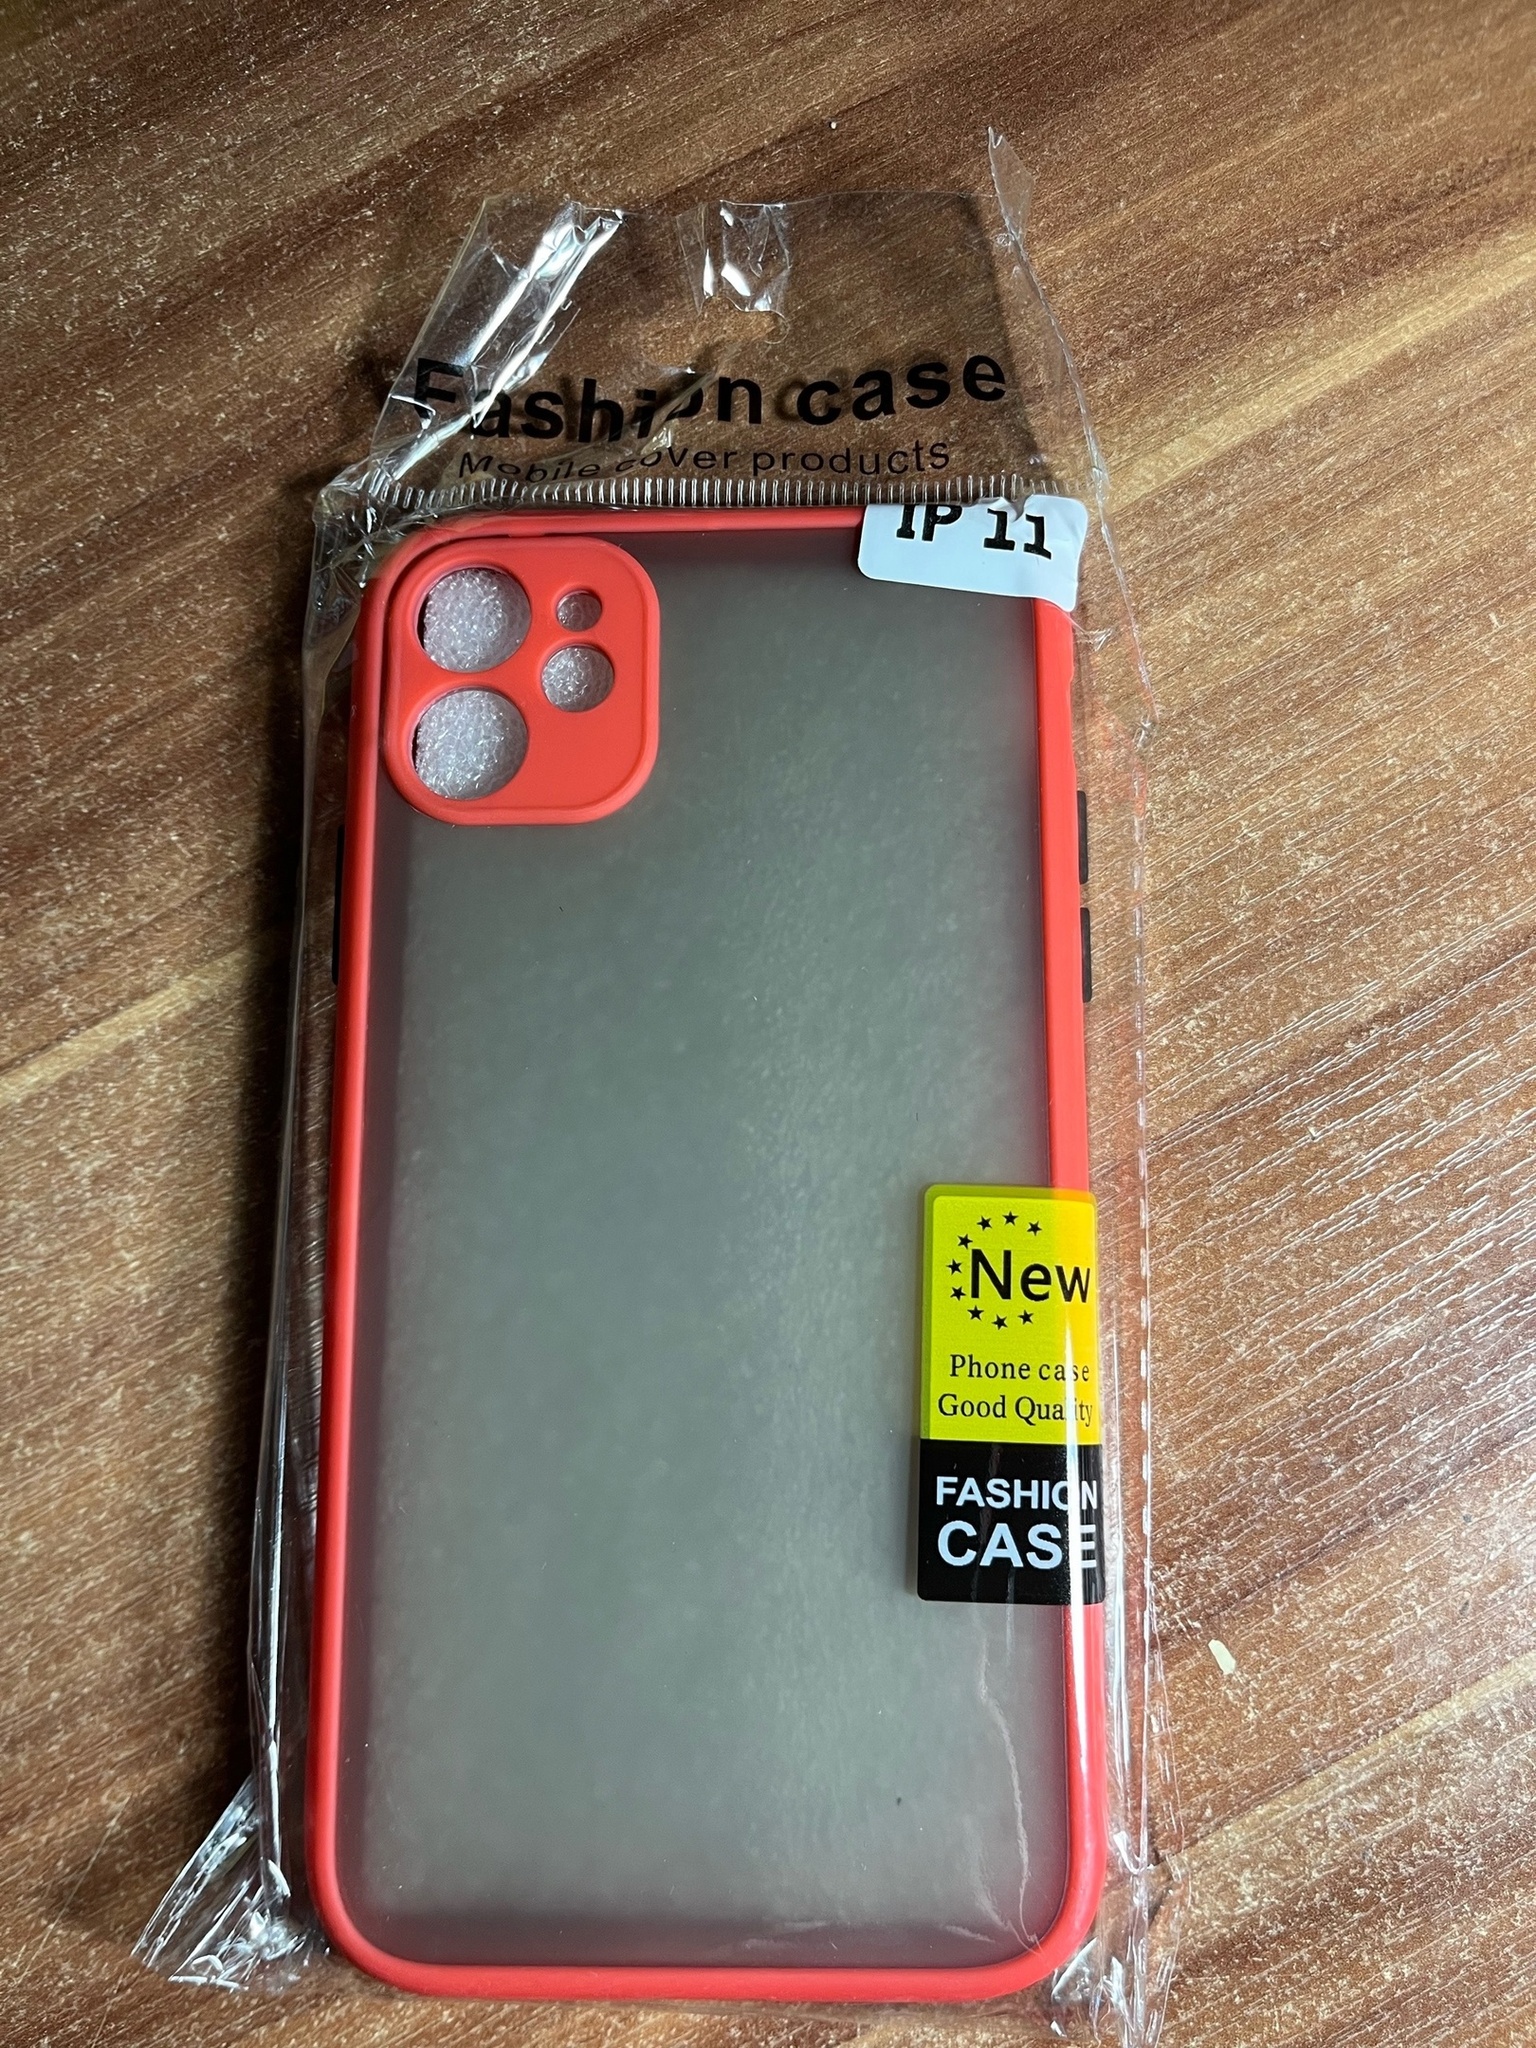 Fashion case
Mobile cover products
IP 11
New
Phone case
Good Quality
FASHION
CASE